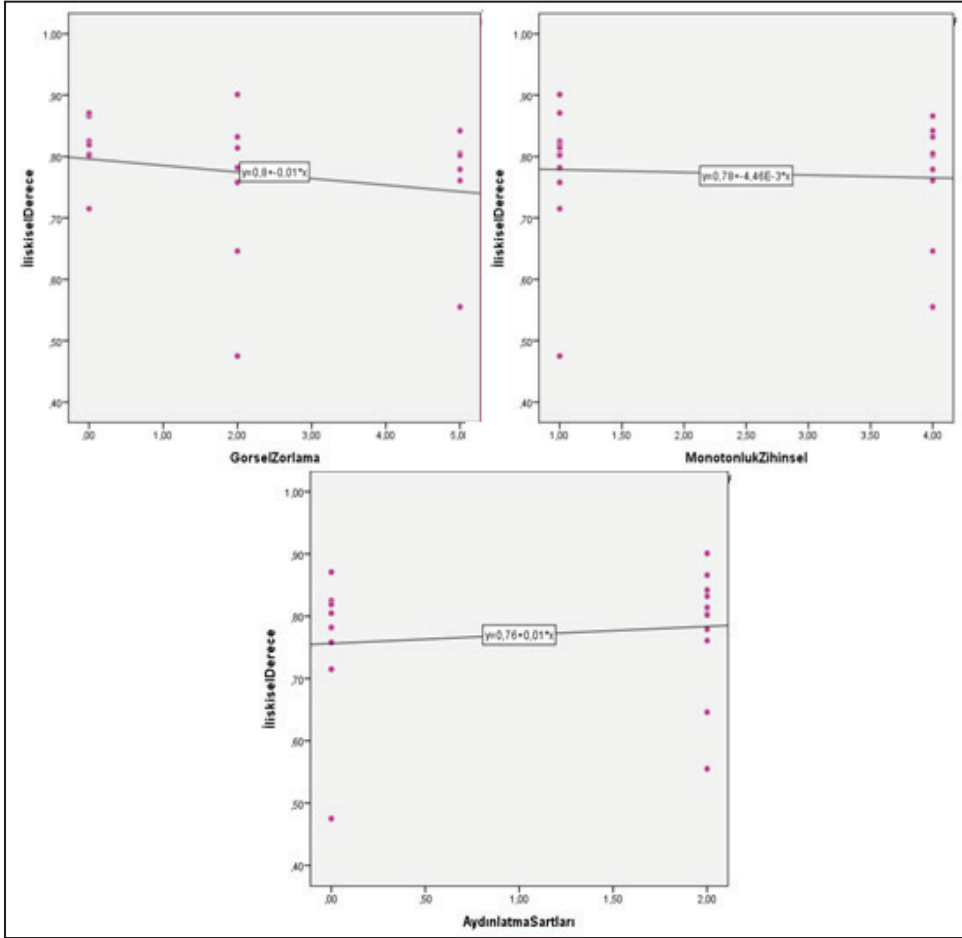 1,00
,90
,80
,70
,60
,50
,40
İliskiselDerece
y=0,8+-0,01*x
,00 1,00 2,00 3,00 4,00 5,0
GorselZorlama
1,00
,90
,80
,70
,60
,50
,40
İliskiselDerece
y=0,78+-4,46E-3*x
1,00 1,50 2,00 2,50 3,00 3,50 4,00
MonotonlukZihinsel
1,00
,90
,80
,70
,60
,50
,40
İliskiselDerece
y=0,76+0,01*x
,00 ,50 1,00 1,50 2,00
AydınlatmaSartları